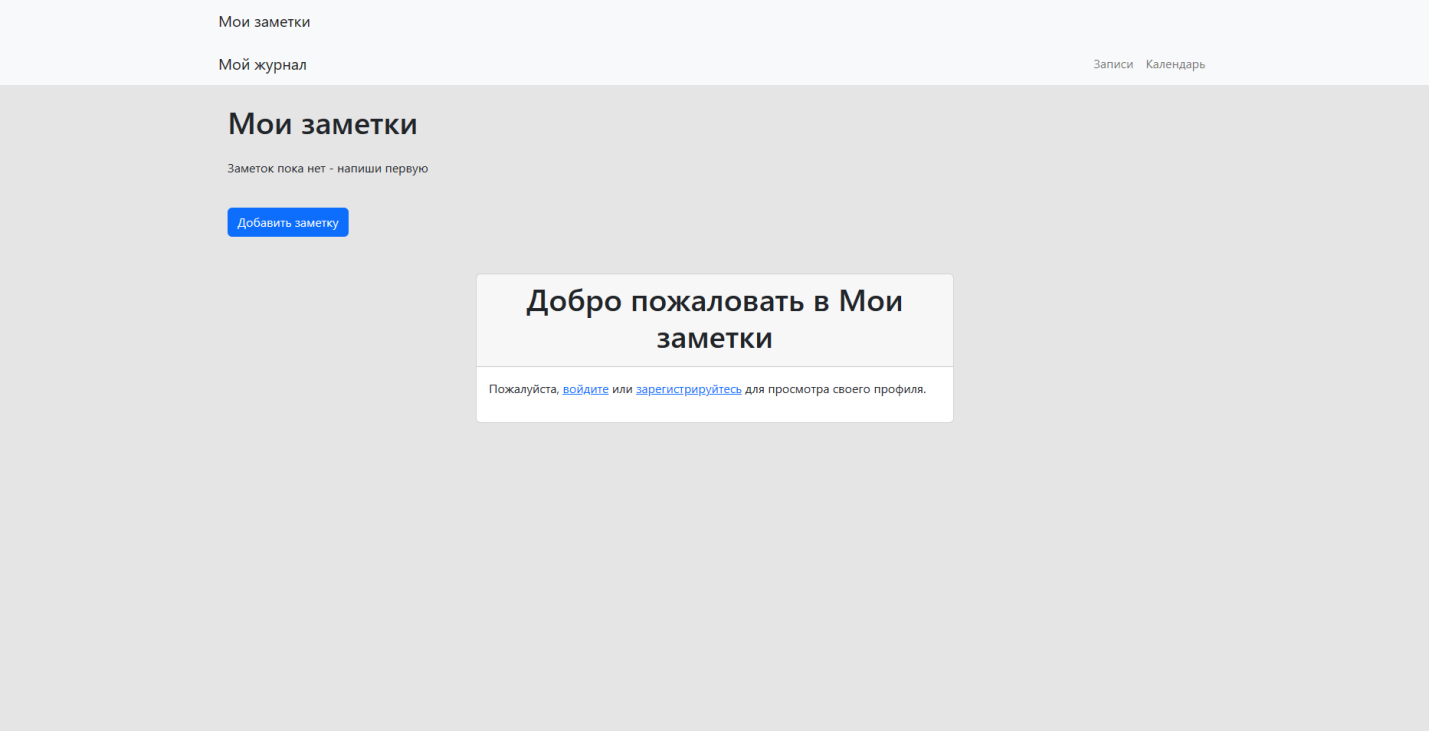 Мои заметки
Мой журнал
Записи Календарь
Мои заметки
Заметок пока нет - напиши первую
Добавить заметку
Добро пожаловать в Мои
заметки
Пожалуйста, войдите или зарегистрируйтесь для просмотра своего профиля.